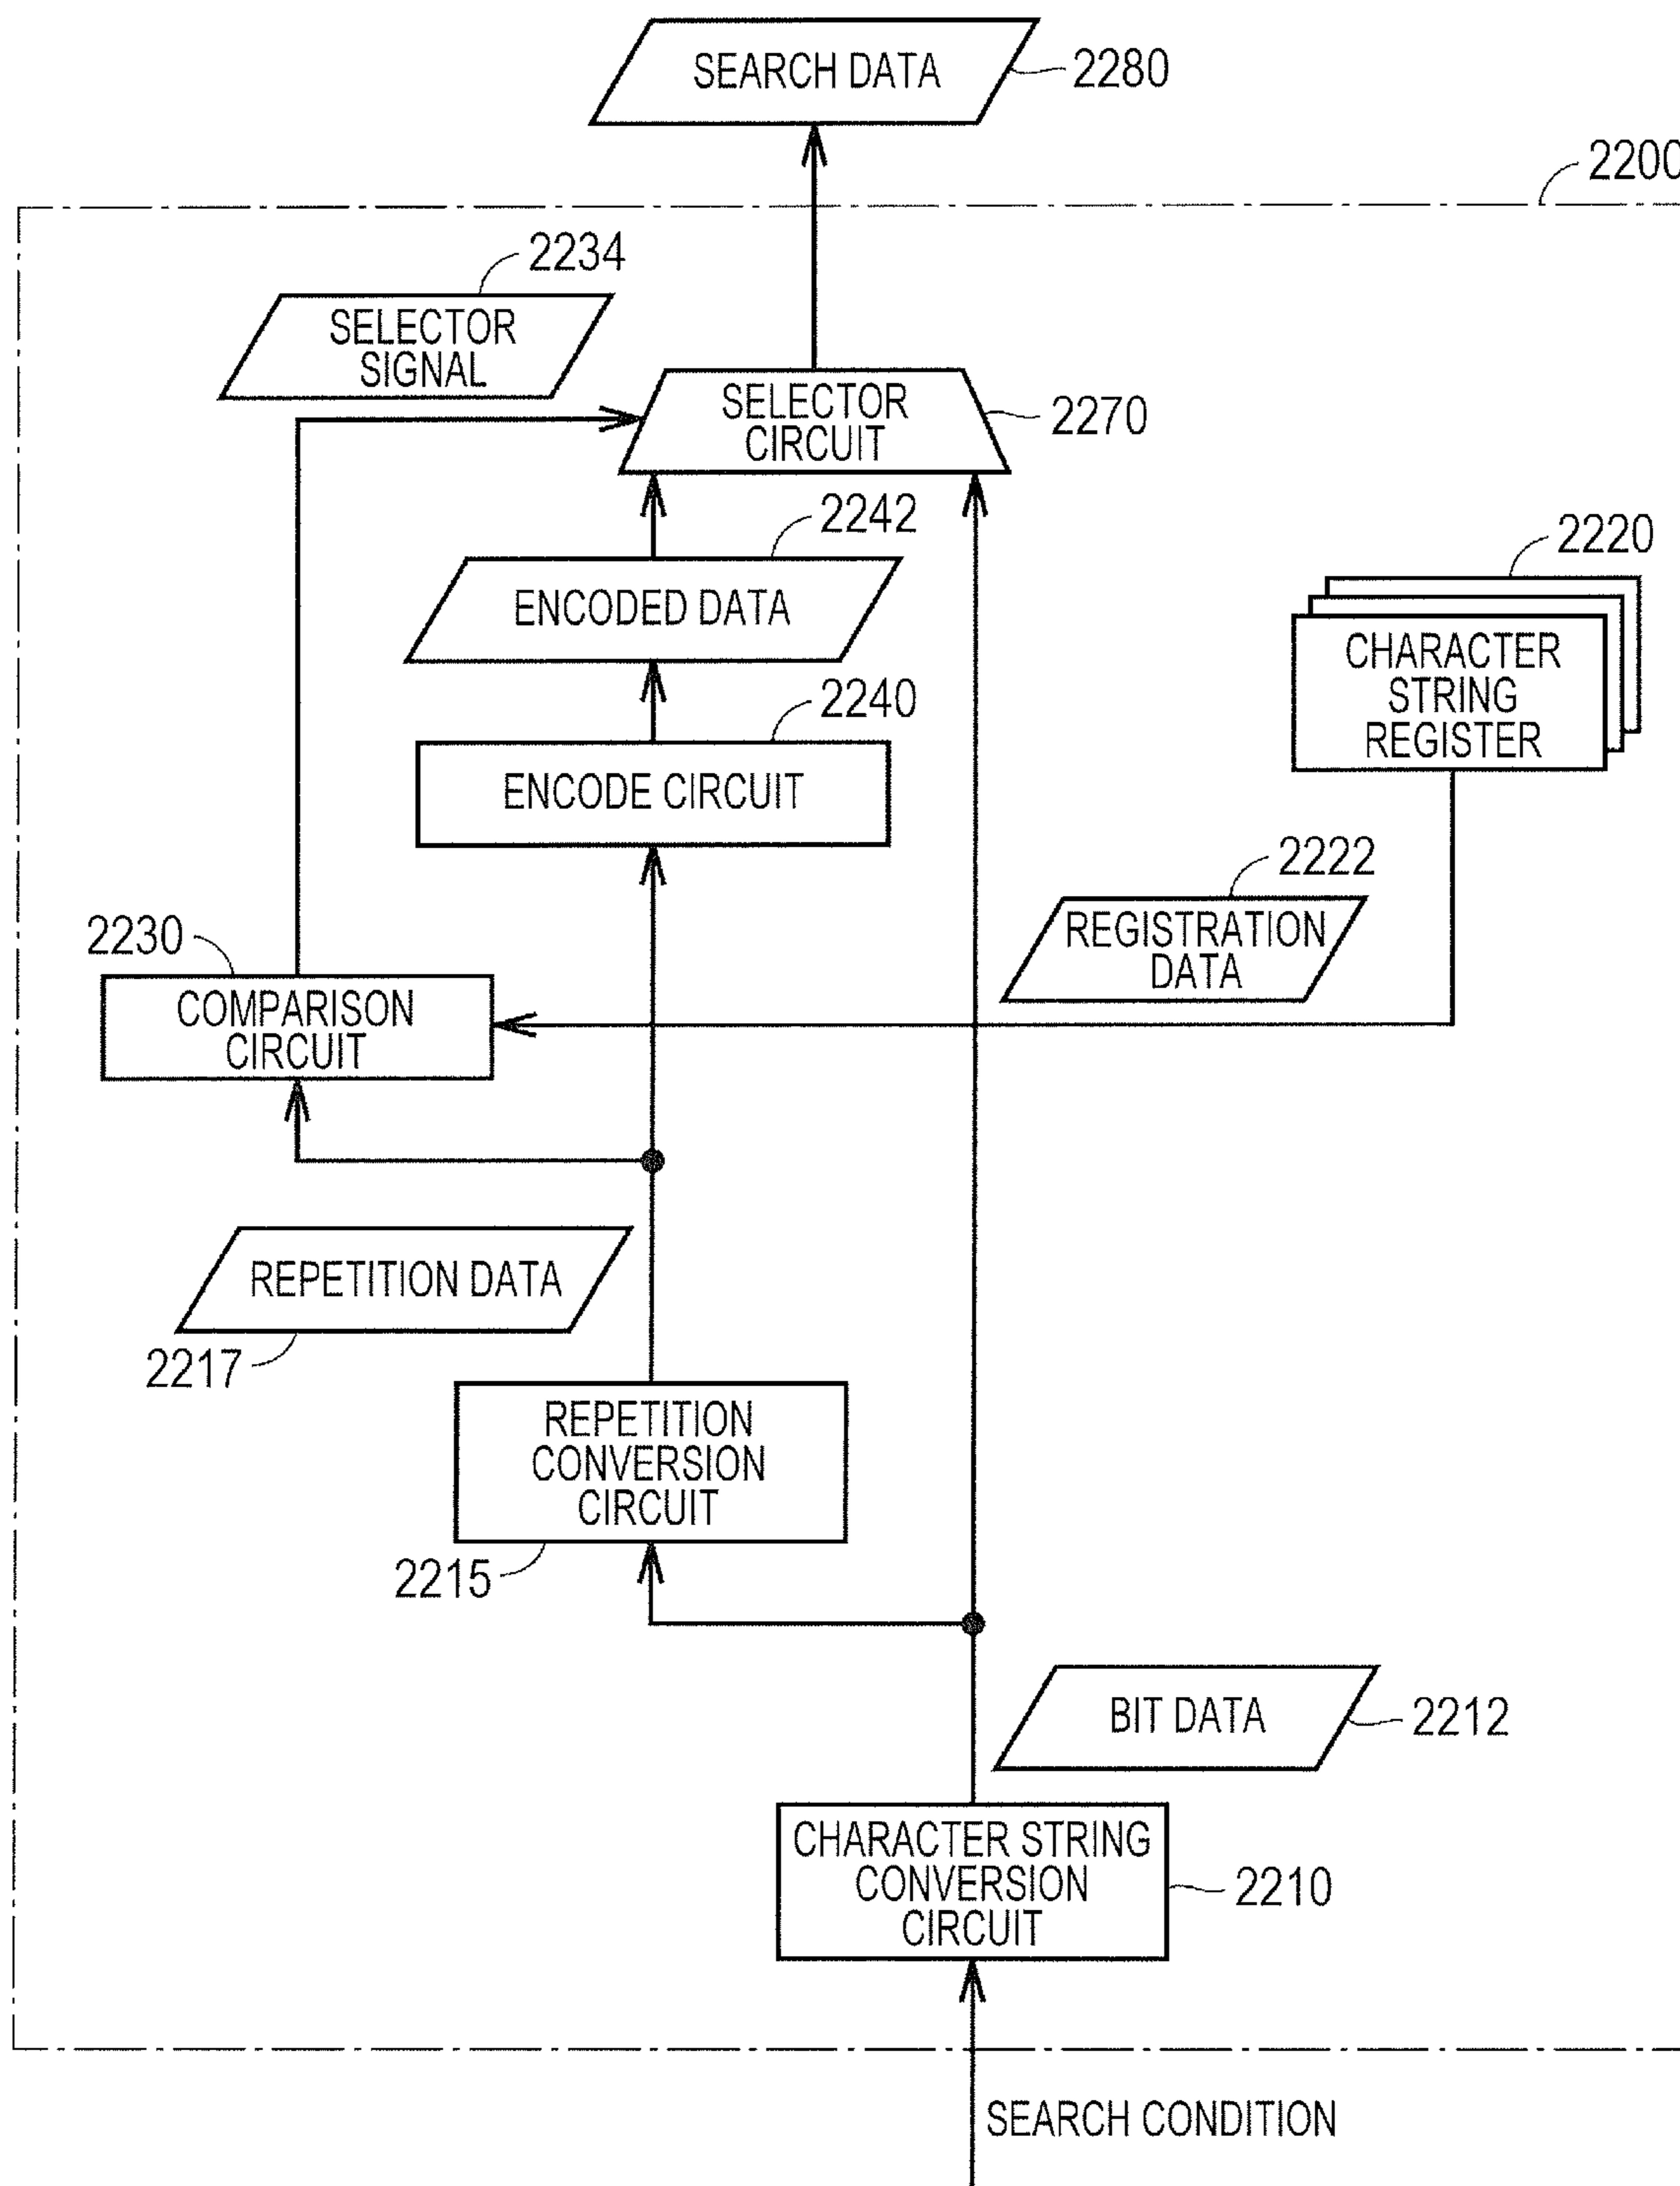 SEARCH DATA
2280
2200
2234
SELECTOR
SIGNAL
SELECTOR
CIRCUIT
2270
2242
ENCODED DATA
2220
CHARACTER
STRING
REGISTER
2240
ENCODE CIRCUIT
2222
REGISTRATION
DATA
2230
COMPARISON
CIRCUIT
REPETITION DATA
2217
REPETITION
CONVERSION
CIRCUIT
2215
BIT DATA
2212
CHARACTER STRING
CONVERSION
CIRCUIT
2210
SEARCH CONDITION